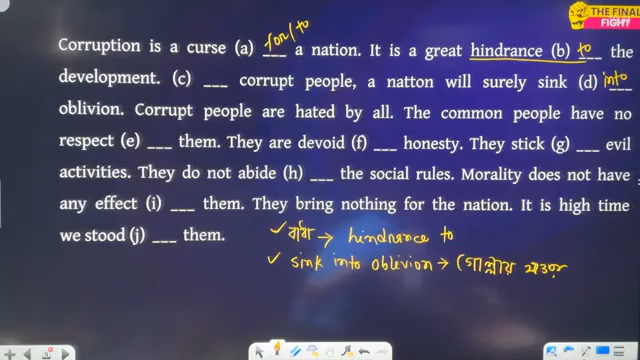 THE FINAL
FIGHT
for/to
Corruption is a curse (a) ___ a nation. It is a great hindrance (b) to the
development. (c) ___ corrupt people, a natton will surely sink (d) into
oblivion. Corrupt people are hated by all. The common people have no
respect (e) ___ them. They are devoid (f) ___ honesty. They stick (g) ___ evil
activities. They do not abide (h) ___ the social rules. Morality does not have
any effect (i) ___ them. They bring nothing for the nation. It is high time
we stood (j) ___ them.
✓ বাধা → hindrance to
✓ sink into oblivion → (গোল্লায় যাওয়া